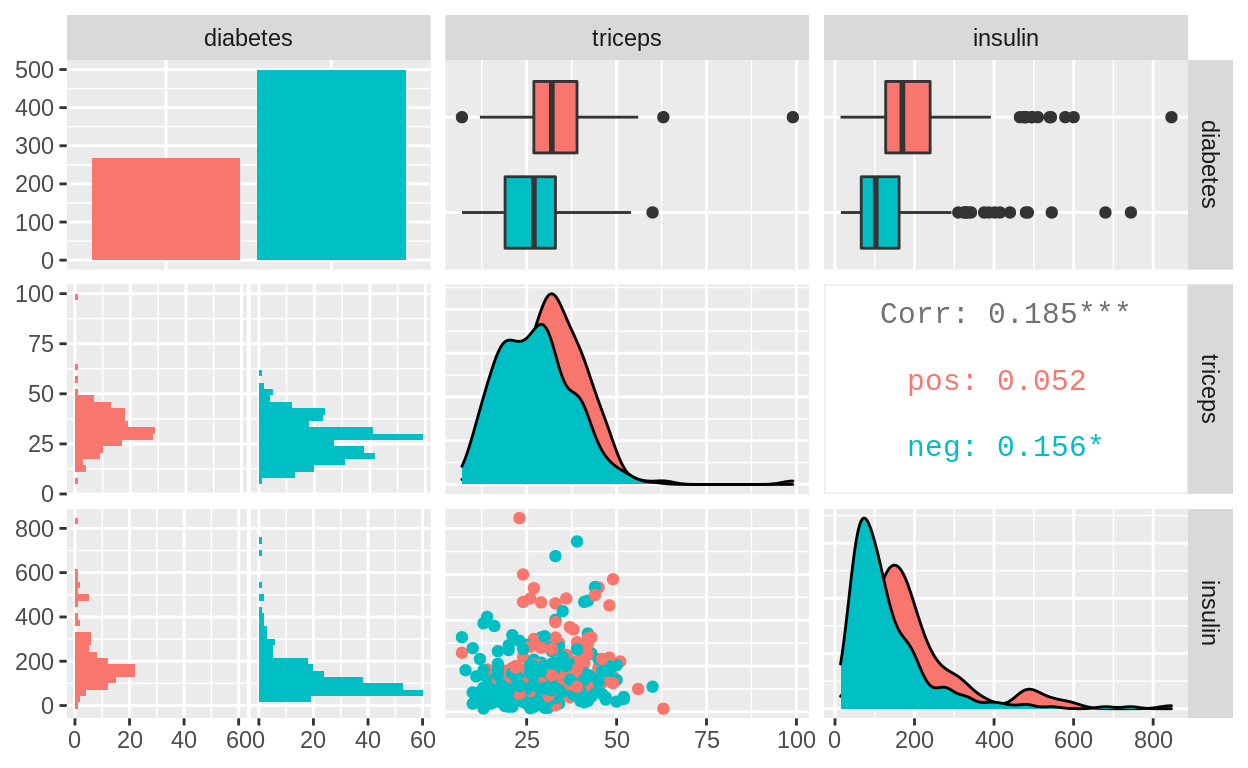 diabetes triceps insulin
500
400
300
200
100
0
diabetes
100
75
50
25
0
Corr: 0.185***
pos: 0.052
neg: 0.156*
triceps
800
600
400
200
0
insulin
0 20 40 60 0 20 40 60 25 50 75 100 0 200 400 600 800